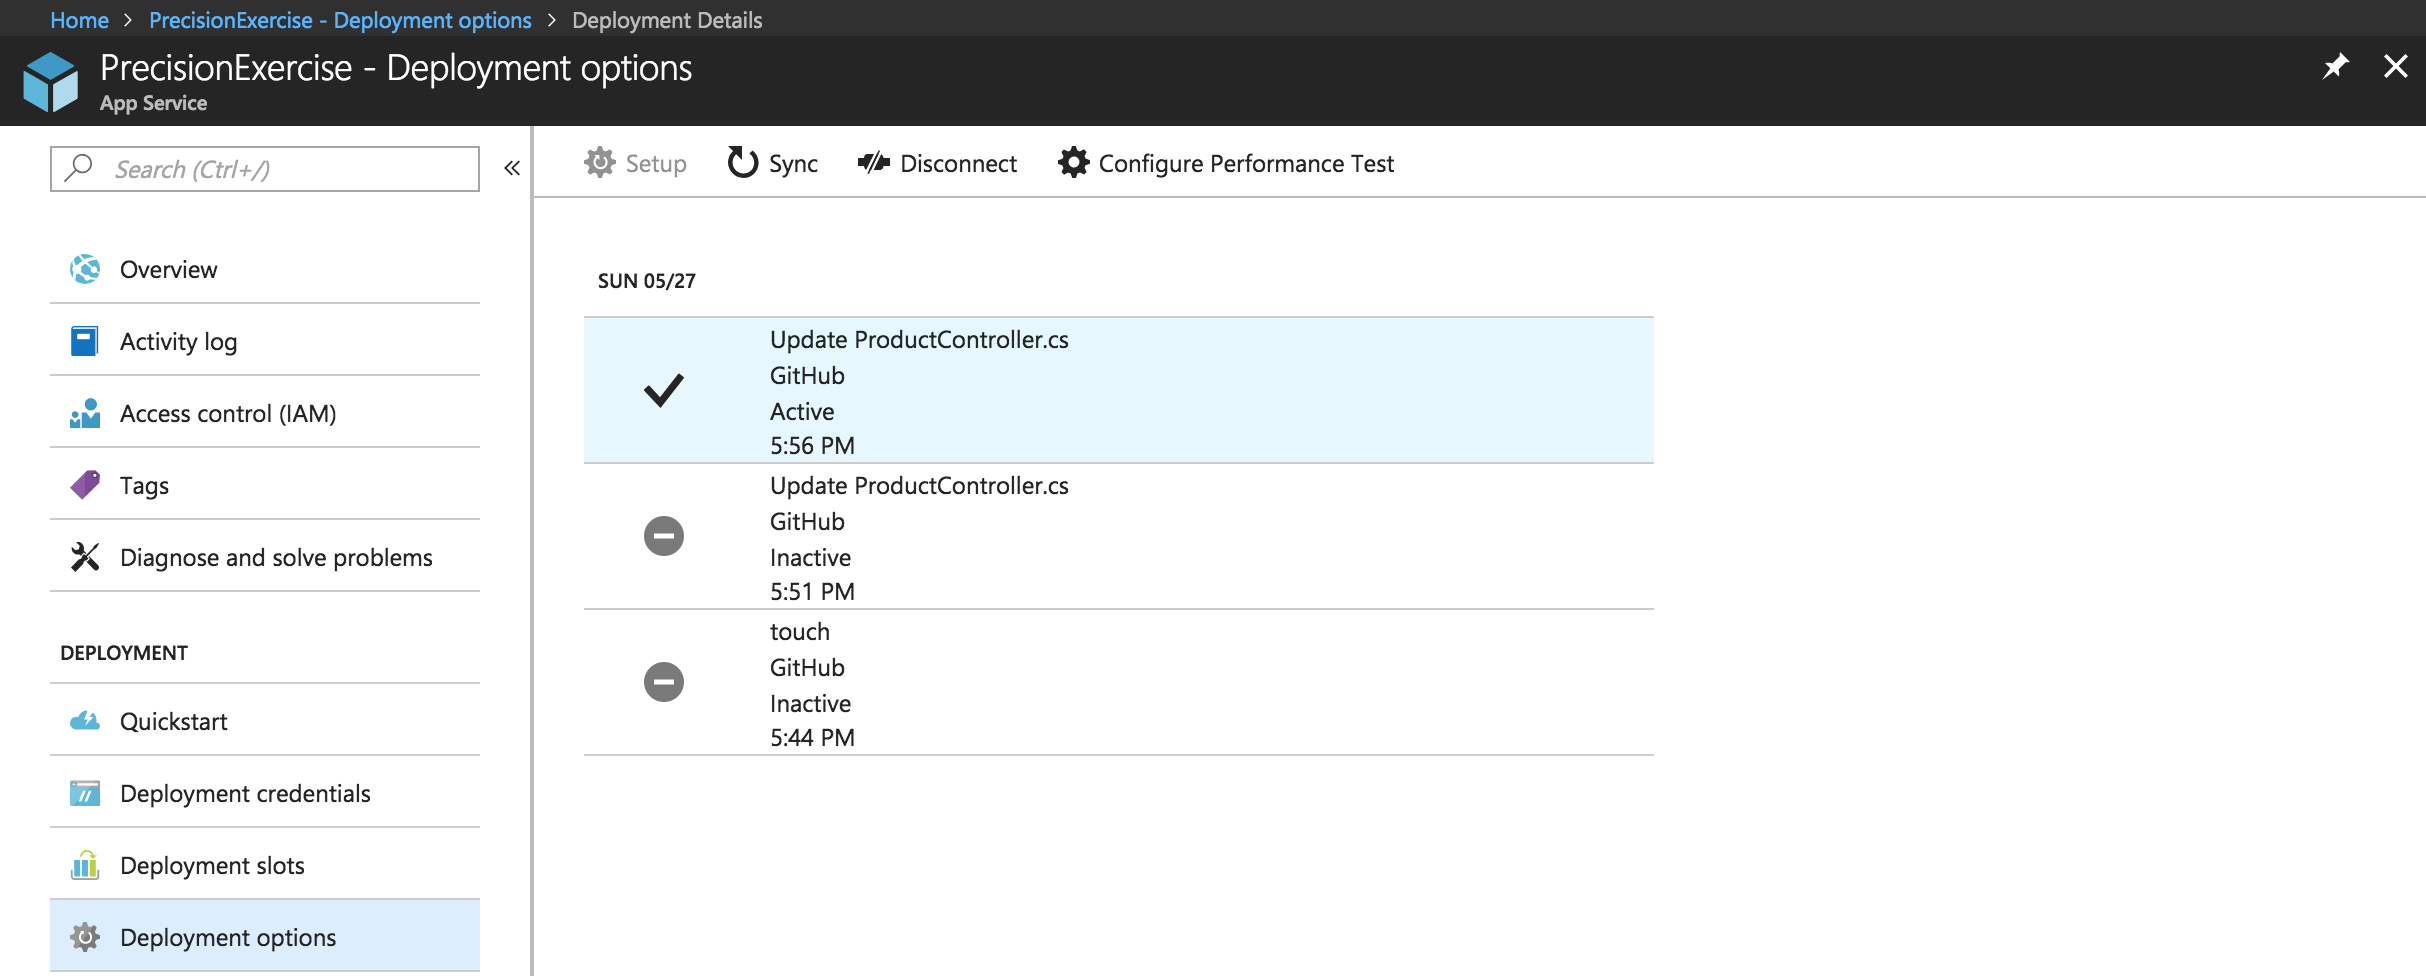 Home > PrecisionExercise - Deployment options > Deployment Details
PrecisionExercise - Deployment options
App Service
Search (Ctrl+/)
«
Overview
Activity log
Access control (IAM)
Tags
Diagnose and solve problems
DEPLOYMENT
Quickstart
Deployment credentials
Deployment slots
Deployment options
Setup Sync Disconnect Configure Performance Test
SUN 05/27
Update ProductController.cs
GitHub
Active
5:56 PM
Update ProductController.cs
GitHub
Inactive
5:51 PM
touch
GitHub
Inactive
5:44 PM